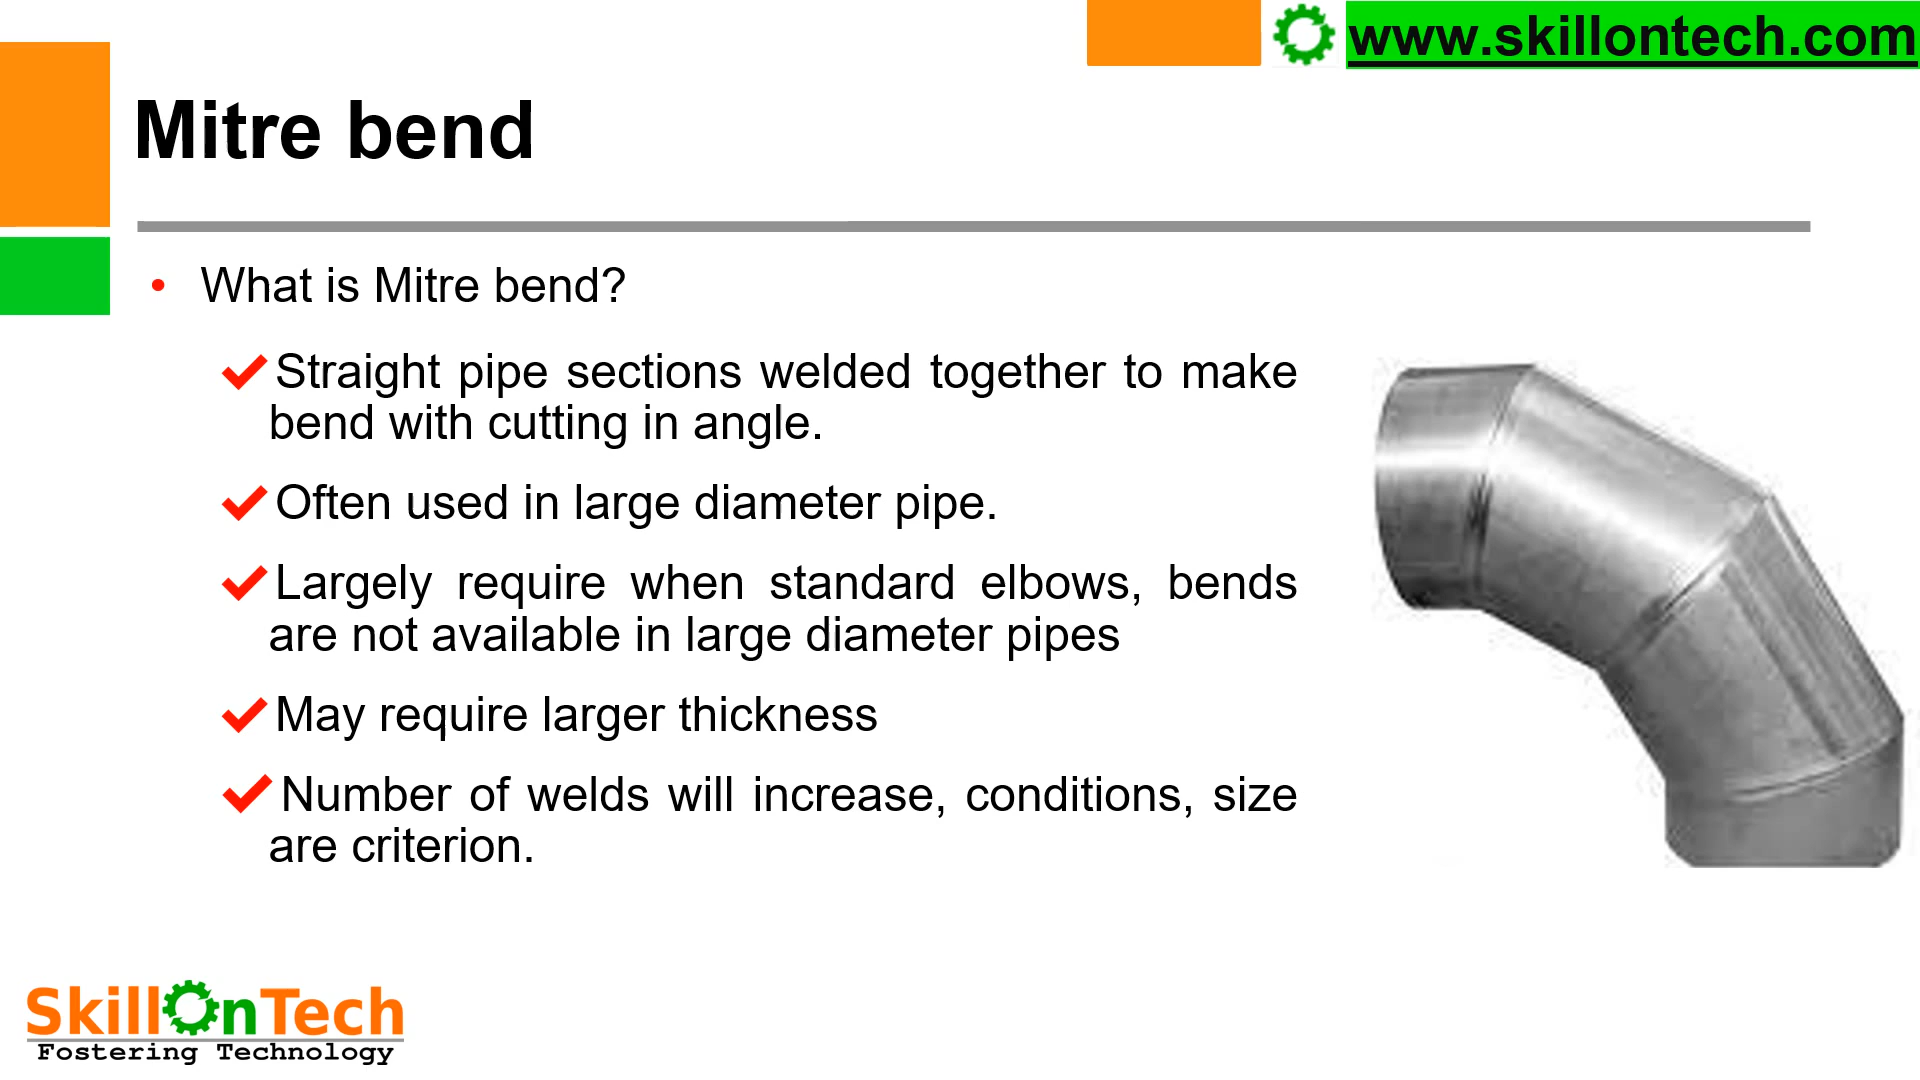 www.skillontech.com
Mitre bend
• What is Mitre bend?
✔Straight pipe sections welded together to make
bend with cutting in angle.
✔Often used in large diameter pipe.
✔Largely require when standard elbows, bends
are not available in large diameter pipes
✔May require larger thickness
✔Number of welds will increase, conditions, size
are criterion.
SkillOnTech
Fostering Technology